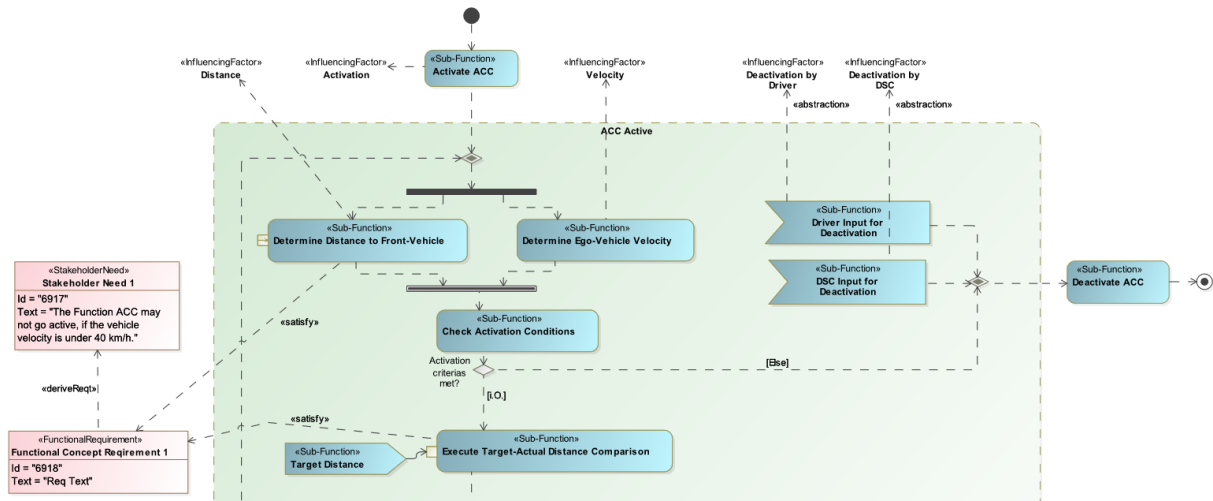 «InfluencingFactor»
Distance
«InfluencingFactor»
Activation
«Sub-Function»
Activate ACC
«InfluencingFactor»
Velocity
«InfluencingFactor»
Deactivation by
Driver
«InfluencingFactor»
Deactivation by
DSC
«abstraction»
«abstraction»
ACC Active
«Sub-Function»
Determine Distance to Front-Vehicle
«Sub-Function»
Determine Ego-Vehicle Velocity
«Sub-Function»
Driver Input for
Deactivation
«Sub-Function»
DSC Input for
Deactivation
«Sub-Function»
Deactivate ACC
«StakeholderNeed»
Stakeholder Need 1
Id = "6917"
Text = "The Function ACC may
not go active, if the vehicle
velocity is under 40 km/h."
«satisfy»
«Sub-Function»
Check Activation Conditions
Activation
criterias
met?
[Else]
[i.O.]
«deriveReqt»
«satisfy»
«FunctionalRequirement»
Functional Concept Reqirement 1
Id = "6918"
Text = "Req Text"
«Sub-Function»
Target Distance
«Sub-Function»
Execute Target-Actual Distance Comparison